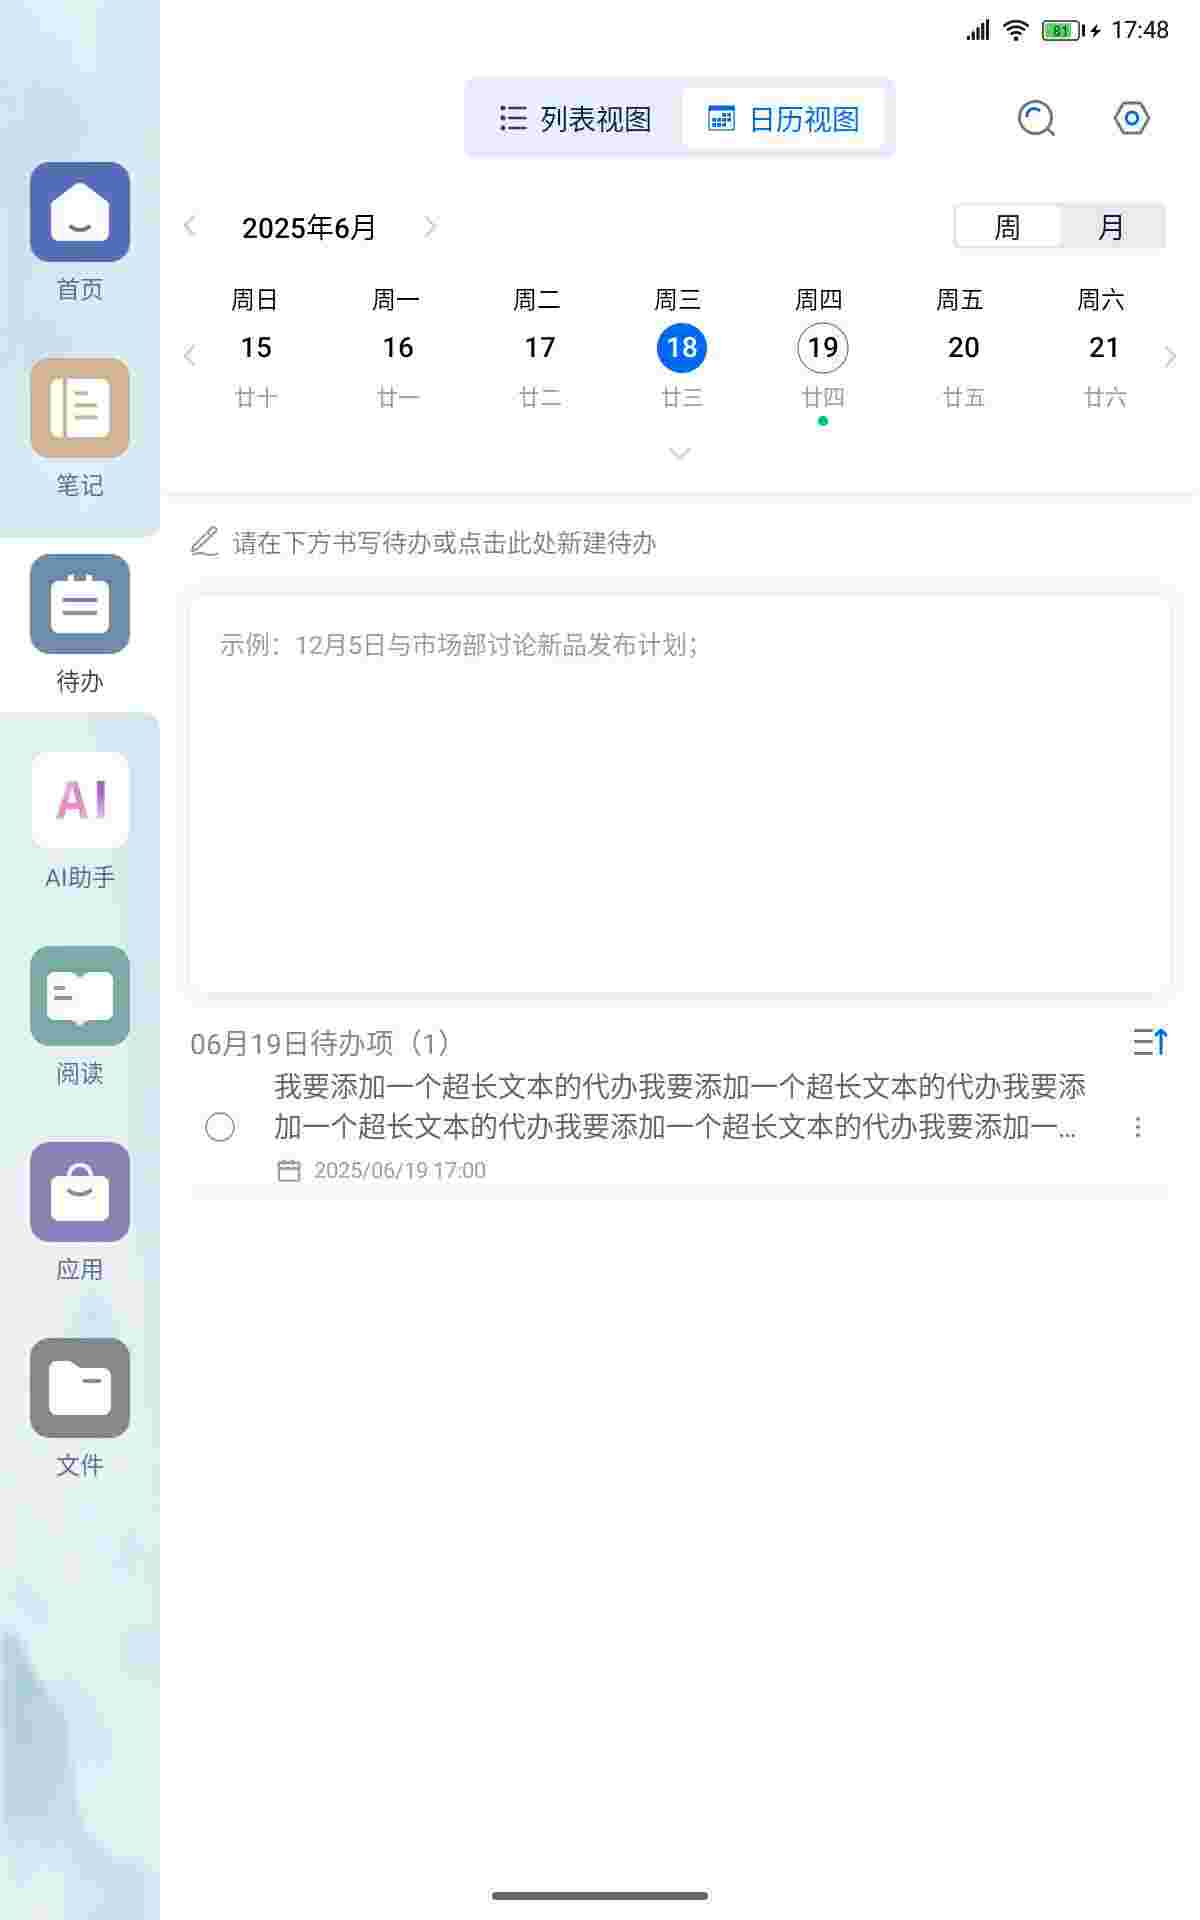 81 17:48
列表视图 日历视图
2025年6月
周 月
周日 周一 周二 周三 周四 周五 周六
15 16 17 18 19 20 21
廿十 廿一 廿二 廿三 廿四 廿五 廿六
首页
笔记
待办
AI
AI助手
阅读
应用
文件
请在下方书写待办或点击此处新建待办
示例：12月5日与市场部讨论新品发布计划；
06月19日待办项（1）
我要添加一个超长文本的代办我要添加一个超长文本的代办我要添
加一个超长文本的代办我要添加一个超长文本的代办我要添加一...
2025/06/19 17:00